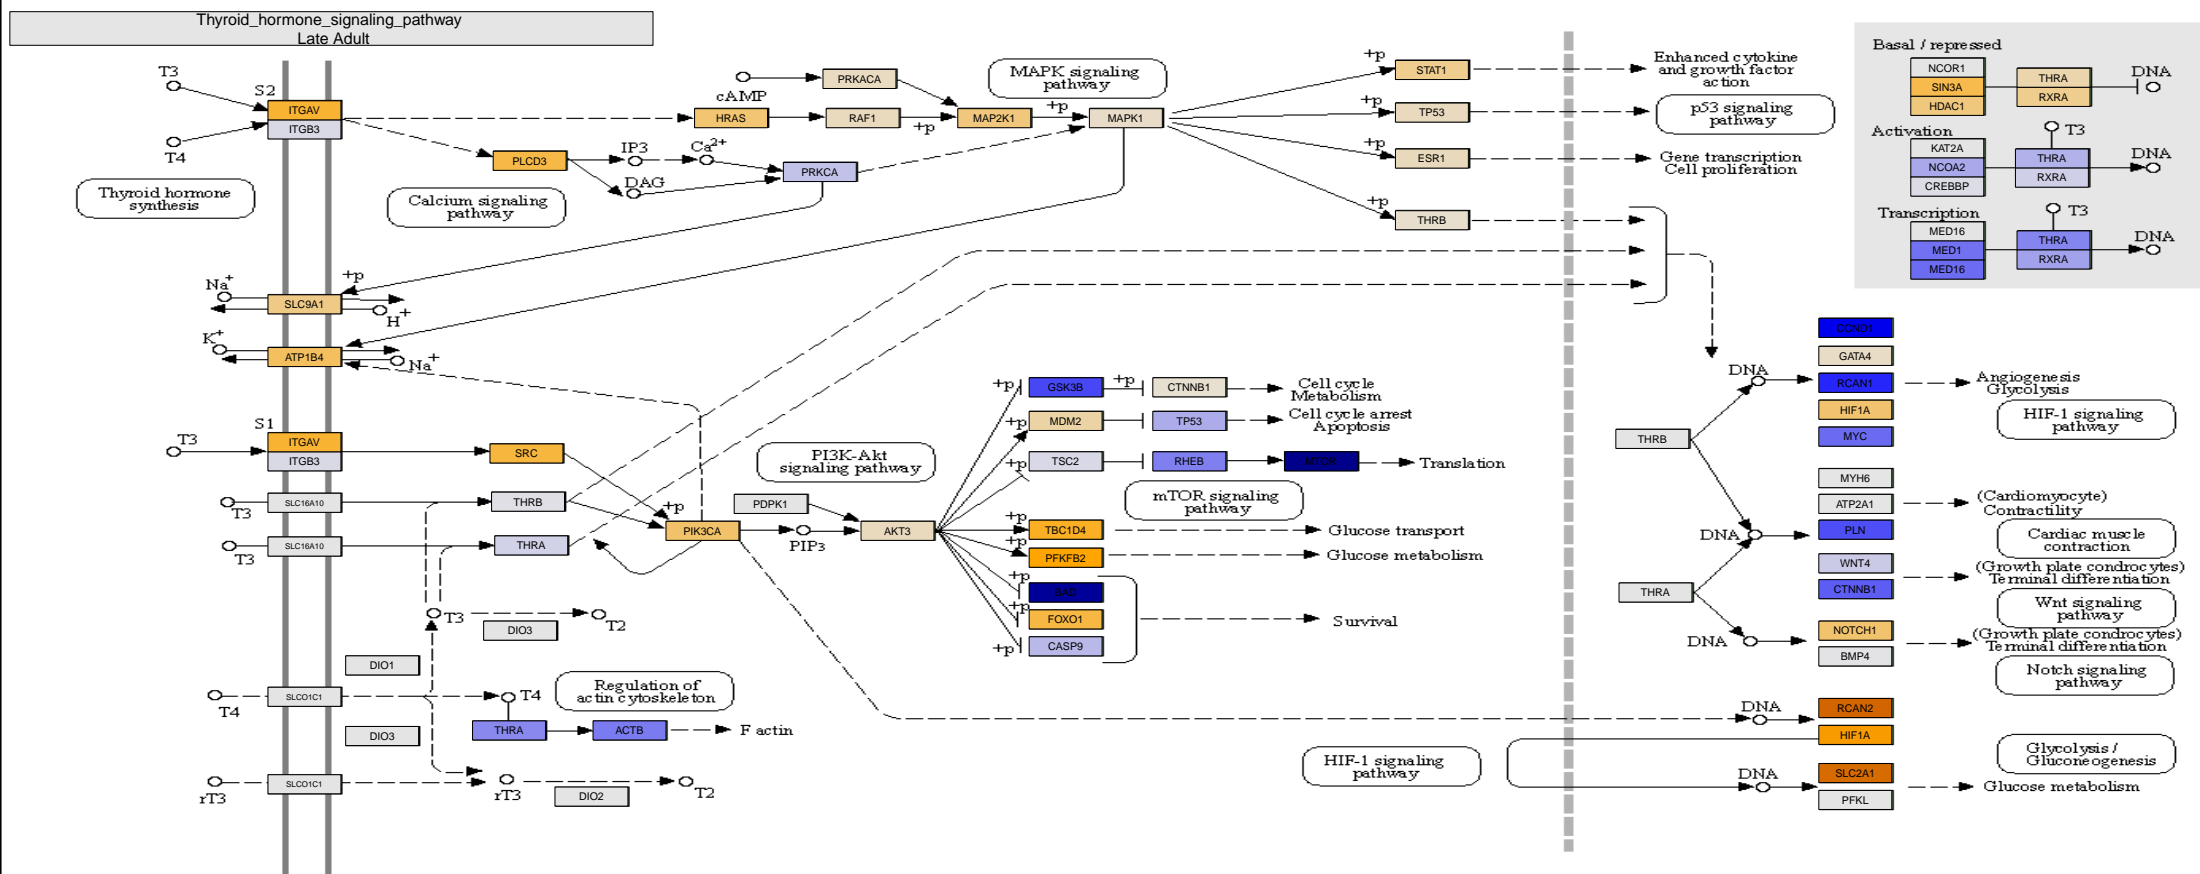 Thyroid_hormone_signaling_pathway
Late Adult
T3
S2
ITGAV
ITGB3
T4
Thyroid hormone
synthesis
cAMP
HRAS
PRKACA
RAF1
+p
MAP2K1
+p
MAPK signaling
pathway
MAPK1
PLCD3
IP3
Ca2+
DAG
PRKCA
Calcium signaling
pathway
+p
STAT1
Enhanced cytokine
and growth factor
action
+p
TP53
p53 signaling
pathway
+p
ESR1
Gene transcription
Cell proliferation
+p
THRB
Basal / repressed
NCOR1
SIN3A
HDAC1
THRA
RXRA
DNA
Activation
KAT2A
NCOA2
CREBBP
T3
THRA
RXRA
DNA
Transcription
MED16
MED1
MED16
T3
THRA
RXRA
DNA
Na+
+p
SLC9A1
H+
K+
ATP1B4
Na+
S1
T3
ITGAV
ITGB3
SRC
T3
SLC16A10
THRB
T3
SLC16A10
THRA
+p
PIK3CA
PIP3
PDPK1
AKT3
PI3K-Akt
signaling pathway
+p
GSK3B
+p
CTNNB1
Cell cycle
Metabolism
+p
MDM2
TP53
Cell cycle arrest
Apoptosis
+p
TSC2
RHEB
MTOR
Translation
mTOR signaling
pathway
+p
TBC1D4
Glucose transport
+p
PFKFB2
Glucose metabolism
+p
BAD
+p
FOXO1
Survival
+p
CASP9
T3
T2
DIO3
DIO1
T4
SLCO1C1
T4
Regulation of
actin cytoskeleton
THRA
ACTB
F actin
DIO3
rT3
SLCO1C1
rT3
T2
DIO2
DNA
THRB
DNA
THRA
DNA
CCND1
GATA4
RCAN1
Angiogenesis
Glycolysis
HIF1A
HIF-1 signaling
pathway
MYC
MYH6
ATP2A1
(Cardiomyocyte)
Contractility
PLN
Cardiac muscle
contraction
WNT4
(Growth plate condrocytes)
Terminal differentiation
CTNNB1
Wnt signaling
pathway
NOTCH1
(Growth plate condrocytes)
Terminal differentiation
BMP4
Notch signaling
pathway
DNA
RCAN2
HIF1A
HIF-1 signaling
pathway
Glycolysis /
Gluconeogenesis
DNA
SLC2A1
Glucose metabolism
PFKL